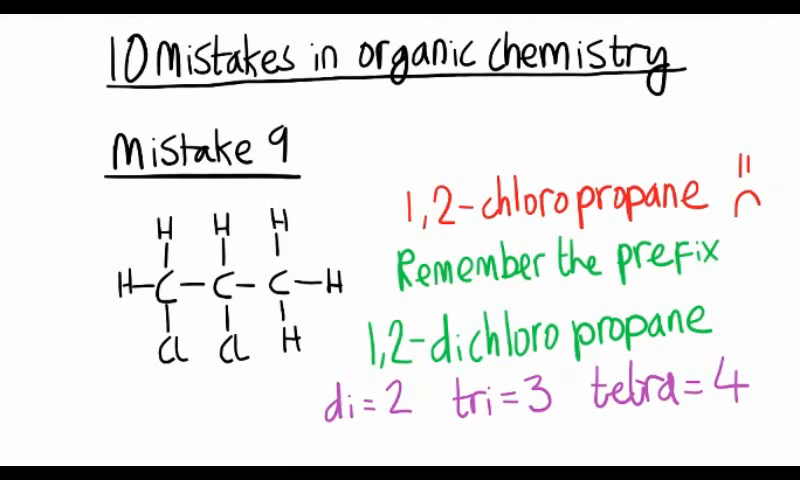 10 Mistakes in organic chemistry
Mistake 9
H H H
H-C-C-C-H
Cl Cl H
1,2-chloropropane
Remember the prefix
1,2-dichloropropane
di=2 tri=3 tetra=4